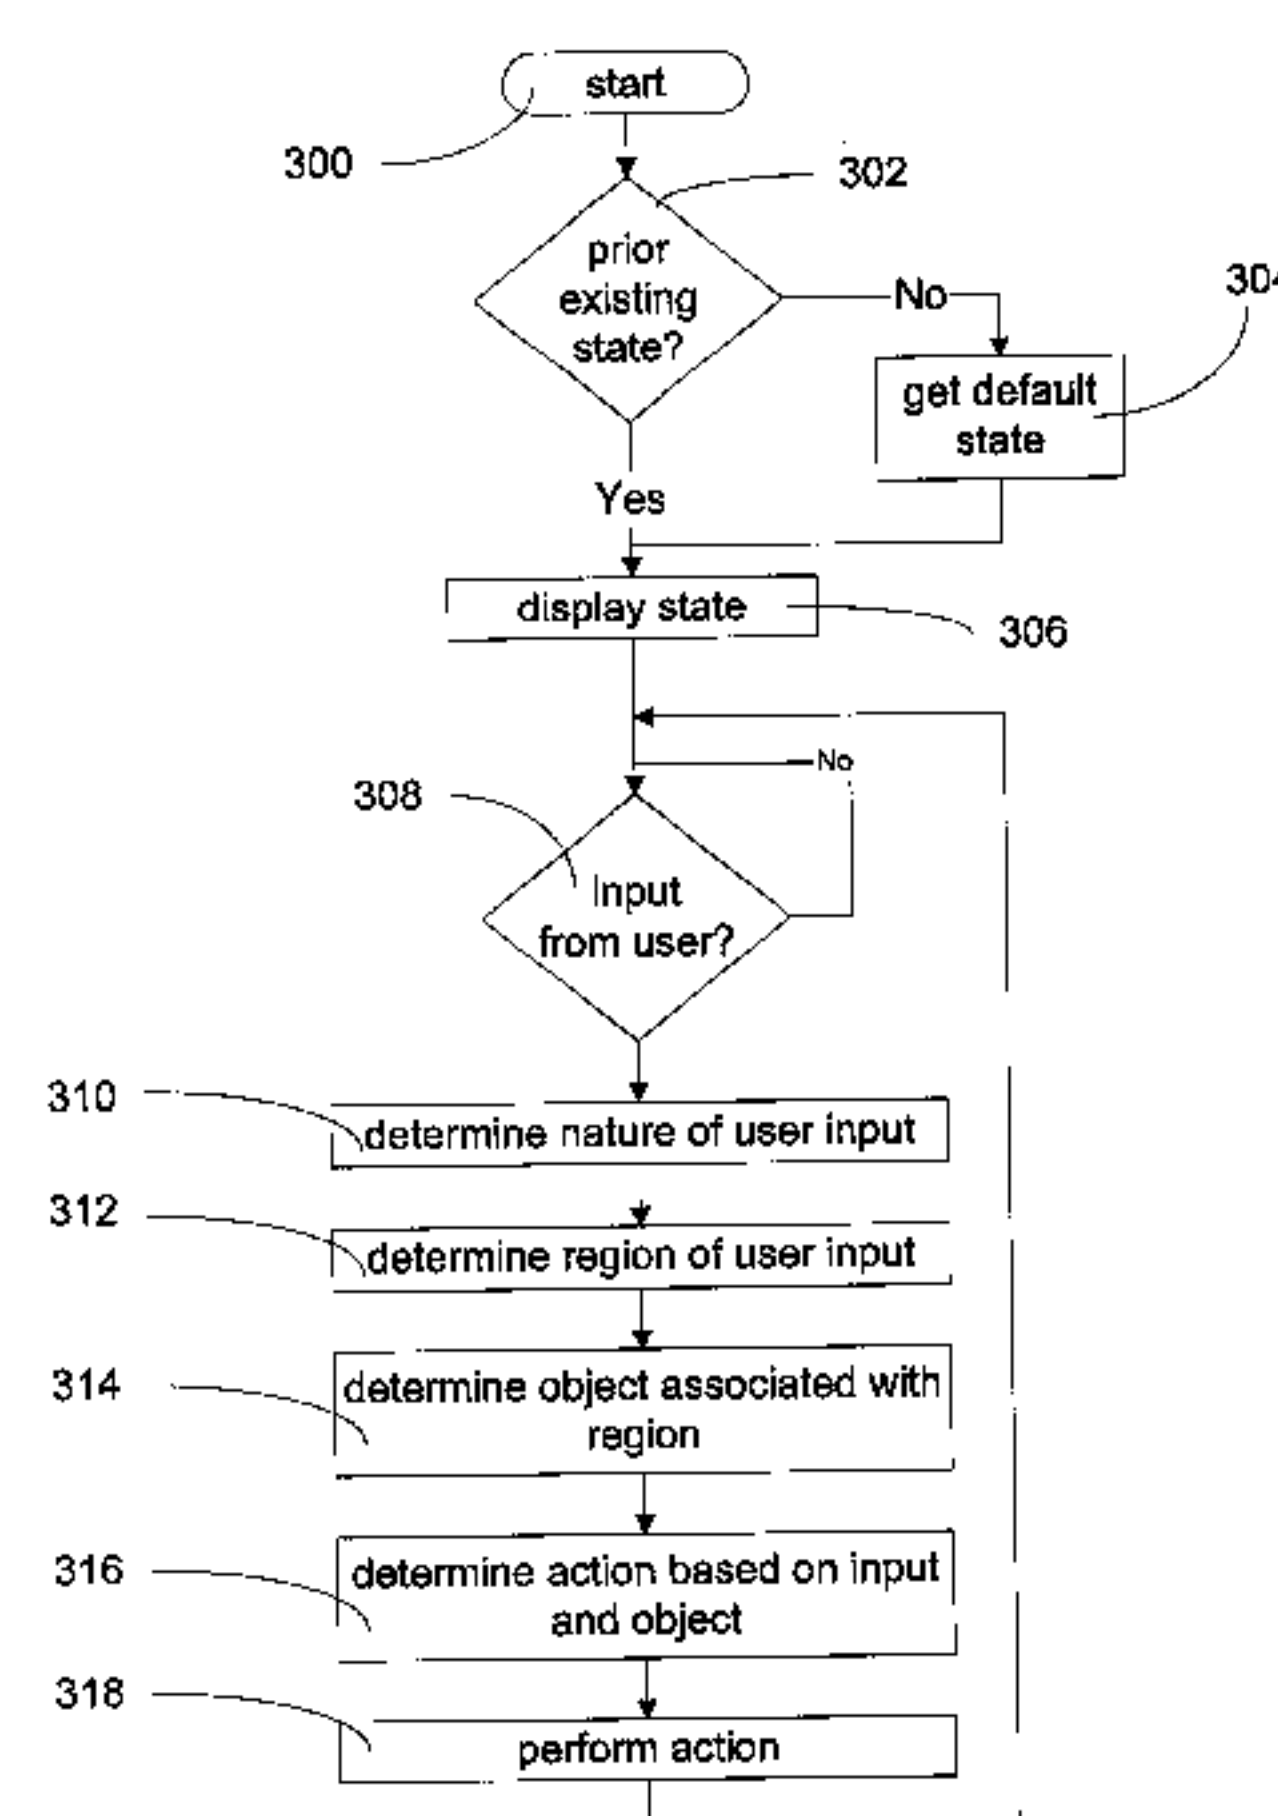 start
300
302
prior
existing
state?
No
get default
state
Yes
display state
306
No
308
Input
from user?
310
determine nature of user input
312
determine region of user input
314
determine object associated with
region
316
determine action based on input
and object
318
perform action